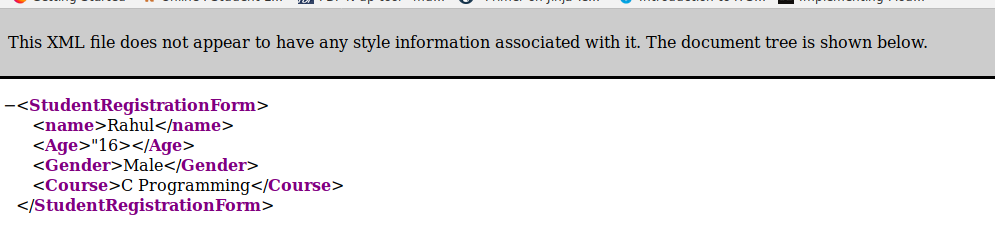 This XML file does not appear to have any style information associated with it. The document tree is shown below.
−<StudentRegistrationForm>
<name>Rahul</name>
<Age>"16></Age>
<Gender>Male</Gender>
<Course>C Programming</Course>
</StudentRegistrationForm>